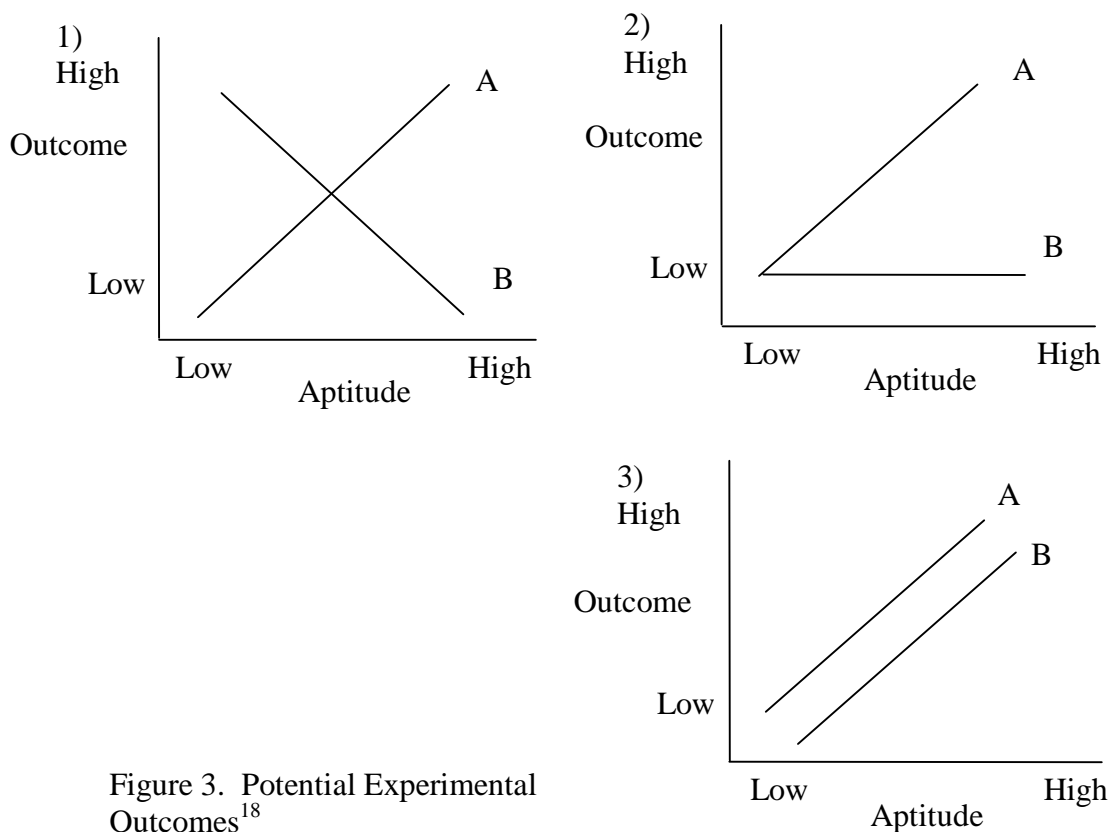 1)
High
A
Outcome
Low
B
Low
High
Aptitude
2)
High
A
Outcome
Low
B
Low
High
Aptitude
3)
High
A
B
Outcome
Low
Low
High
Aptitude
Figure 3. Potential Experimental
Outcomes18